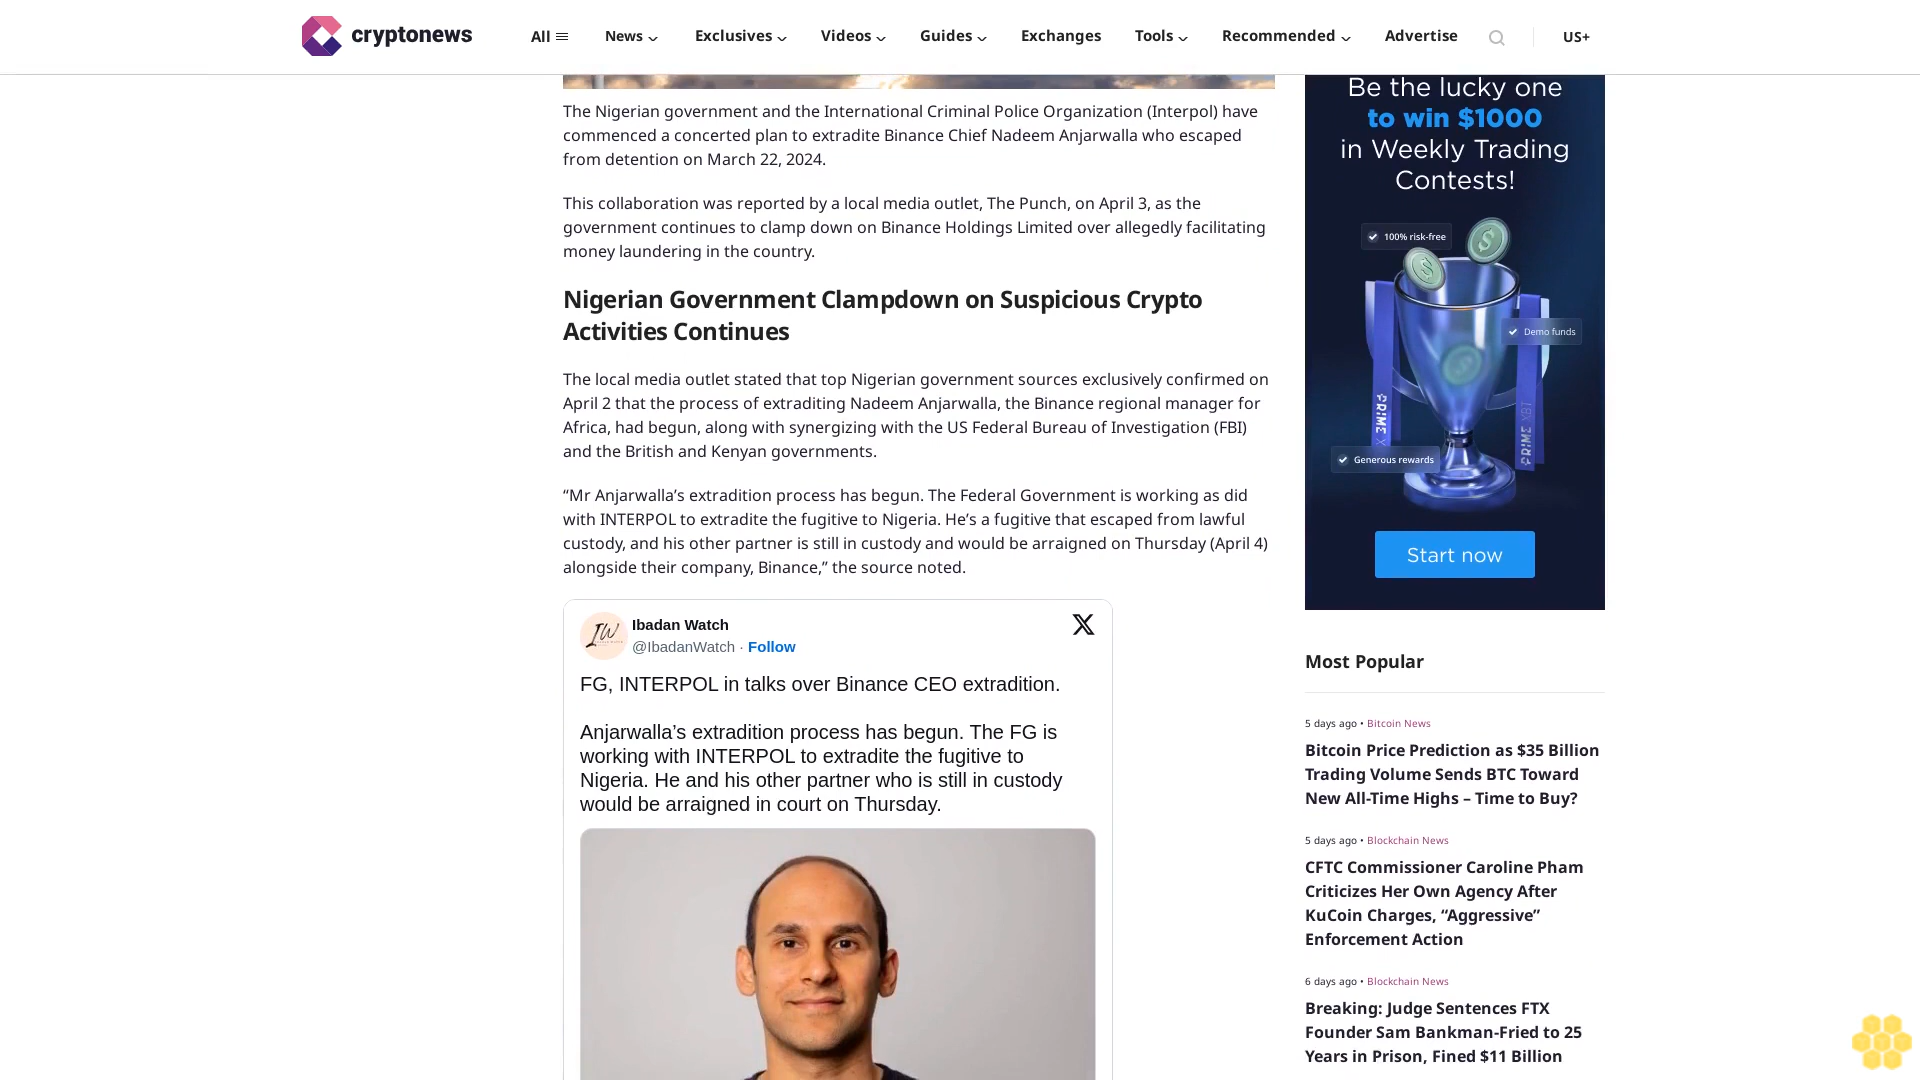 cryptonews
All
News
Exclusives
Videos
Guides
Exchanges
Tools
Recommended
Advertise
US+
The Nigerian government and the International Criminal Police Organization (Interpol) have
commenced a concerted plan to extradite Binance Chief Nadeem Anjarwalla who escaped
from detention on March 22, 2024.
This collaboration was reported by a local media outlet, The Punch, on April 3, as the
government continues to clamp down on Binance Holdings Limited over allegedly facilitating
money laundering in the country.
Nigerian Government Clampdown on Suspicious Crypto
Activities Continues
The local media outlet stated that top Nigerian government sources exclusively confirmed on
April 2 that the process of extraditing Nadeem Anjarwalla, the Binance regional manager for
Africa, had begun, along with synergizing with the US Federal Bureau of Investigation (FBI)
and the British and Kenyan governments.
“Mr Anjarwalla’s extradition process has begun. The Federal Government is working as did
with INTERPOL to extradite the fugitive to Nigeria. He’s a fugitive that escaped from lawful
custody, and his other partner is still in custody and would be arraigned on Thursday (April 4)
alongside their company, Binance,” the source noted.
IW
Ibadan Watch
@IbadanWatch · Follow
FG, INTERPOL in talks over Binance CEO extradition.
Anjarwalla’s extradition process has begun. The FG is
working with INTERPOL to extradite the fugitive to
Nigeria. He and his other partner who is still in custody
would be arraigned in court on Thursday.
Be the lucky one
to win $1000
in Weekly Trading
Contests!
100% risk-free
Demo funds
PRIME X
PRIME XBT
Generous rewards
Start now
Most Popular
5 days ago • Bitcoin News
Bitcoin Price Prediction as $35 Billion
Trading Volume Sends BTC Toward
New All-Time Highs – Time to Buy?
5 days ago • Blockchain News
CFTC Commissioner Caroline Pham
Criticizes Her Own Agency After
KuCoin Charges, “Aggressive”
Enforcement Action
6 days ago • Blockchain News
Breaking: Judge Sentences FTX
Founder Sam Bankman-Fried to 25
Years in Prison, Fined $11 Billion